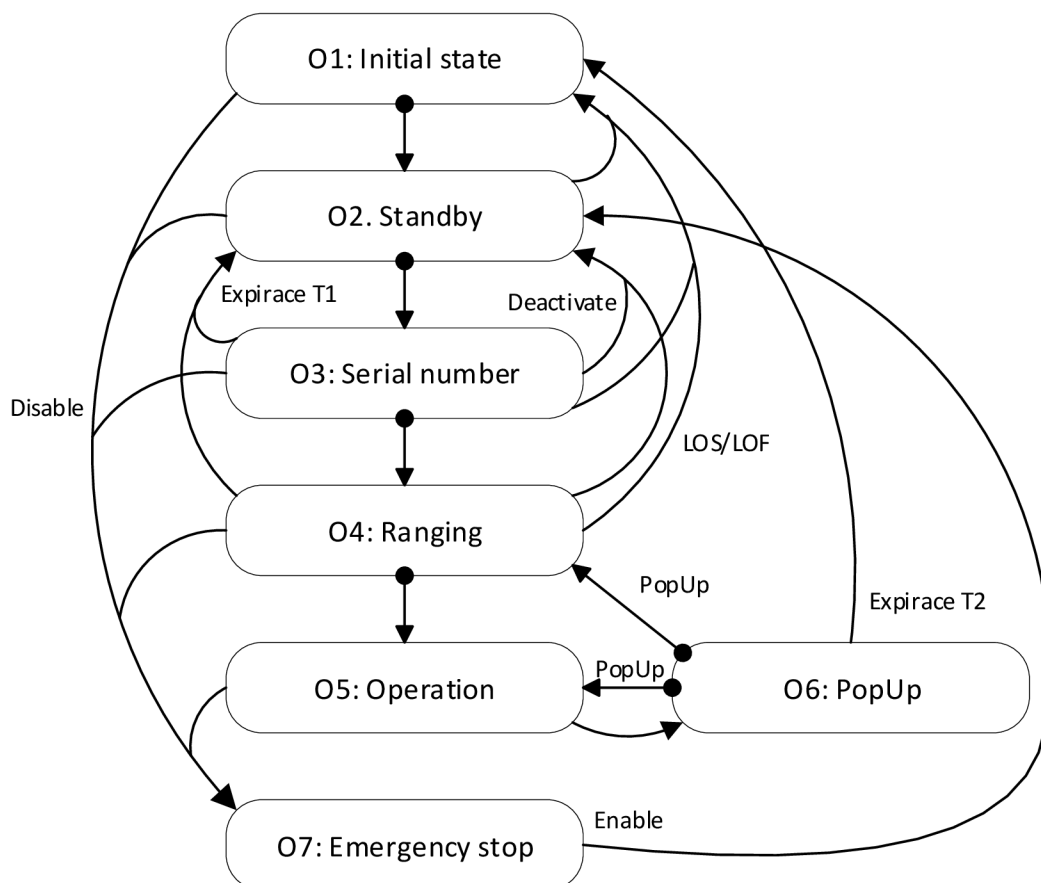 O1: Initial state
O2. Standby
Expirace T1
Deactivate
O3: Serial number
Disable
LOS/LOF
O4: Ranging
PopUp
Expirace T2
PopUp
O5: Operation
O6: PopUp
Enable
O7: Emergency stop